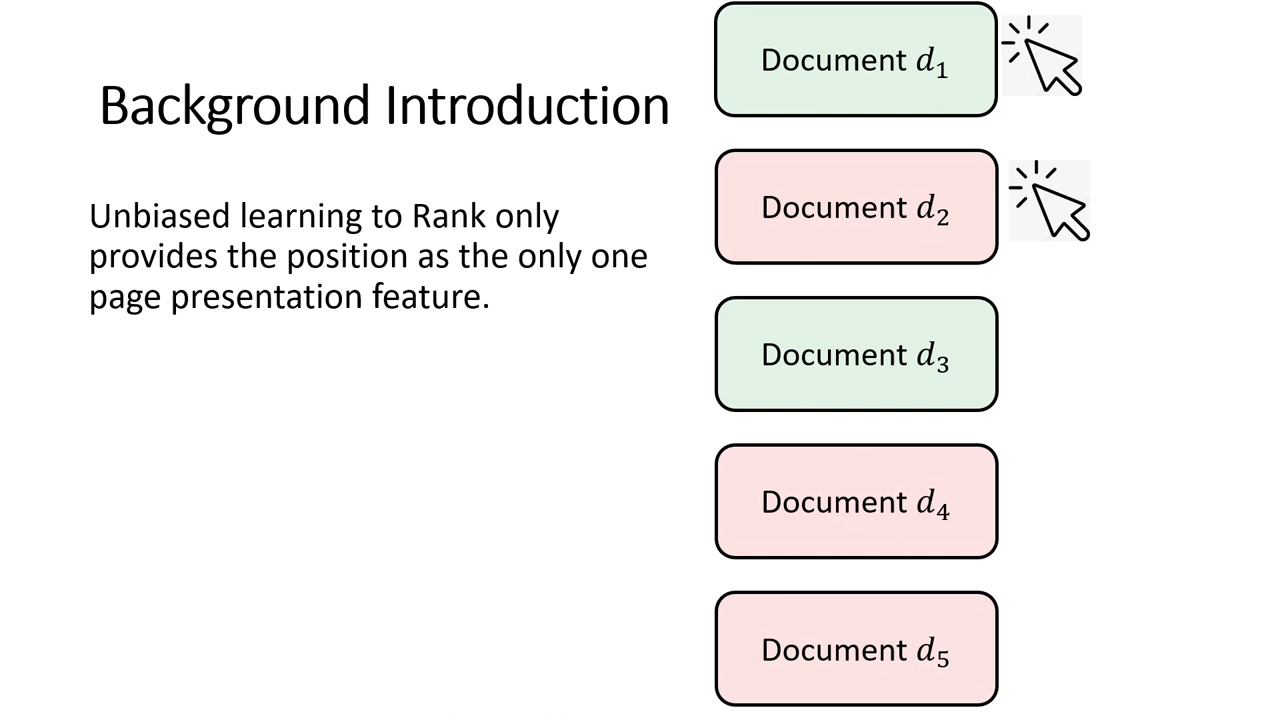 Background Introduction
Unbiased learning to Rank only
provides the position as the only one
page presentation feature.
Document d₁
Document d₂
Document d₃
Document d₄
Document d₅